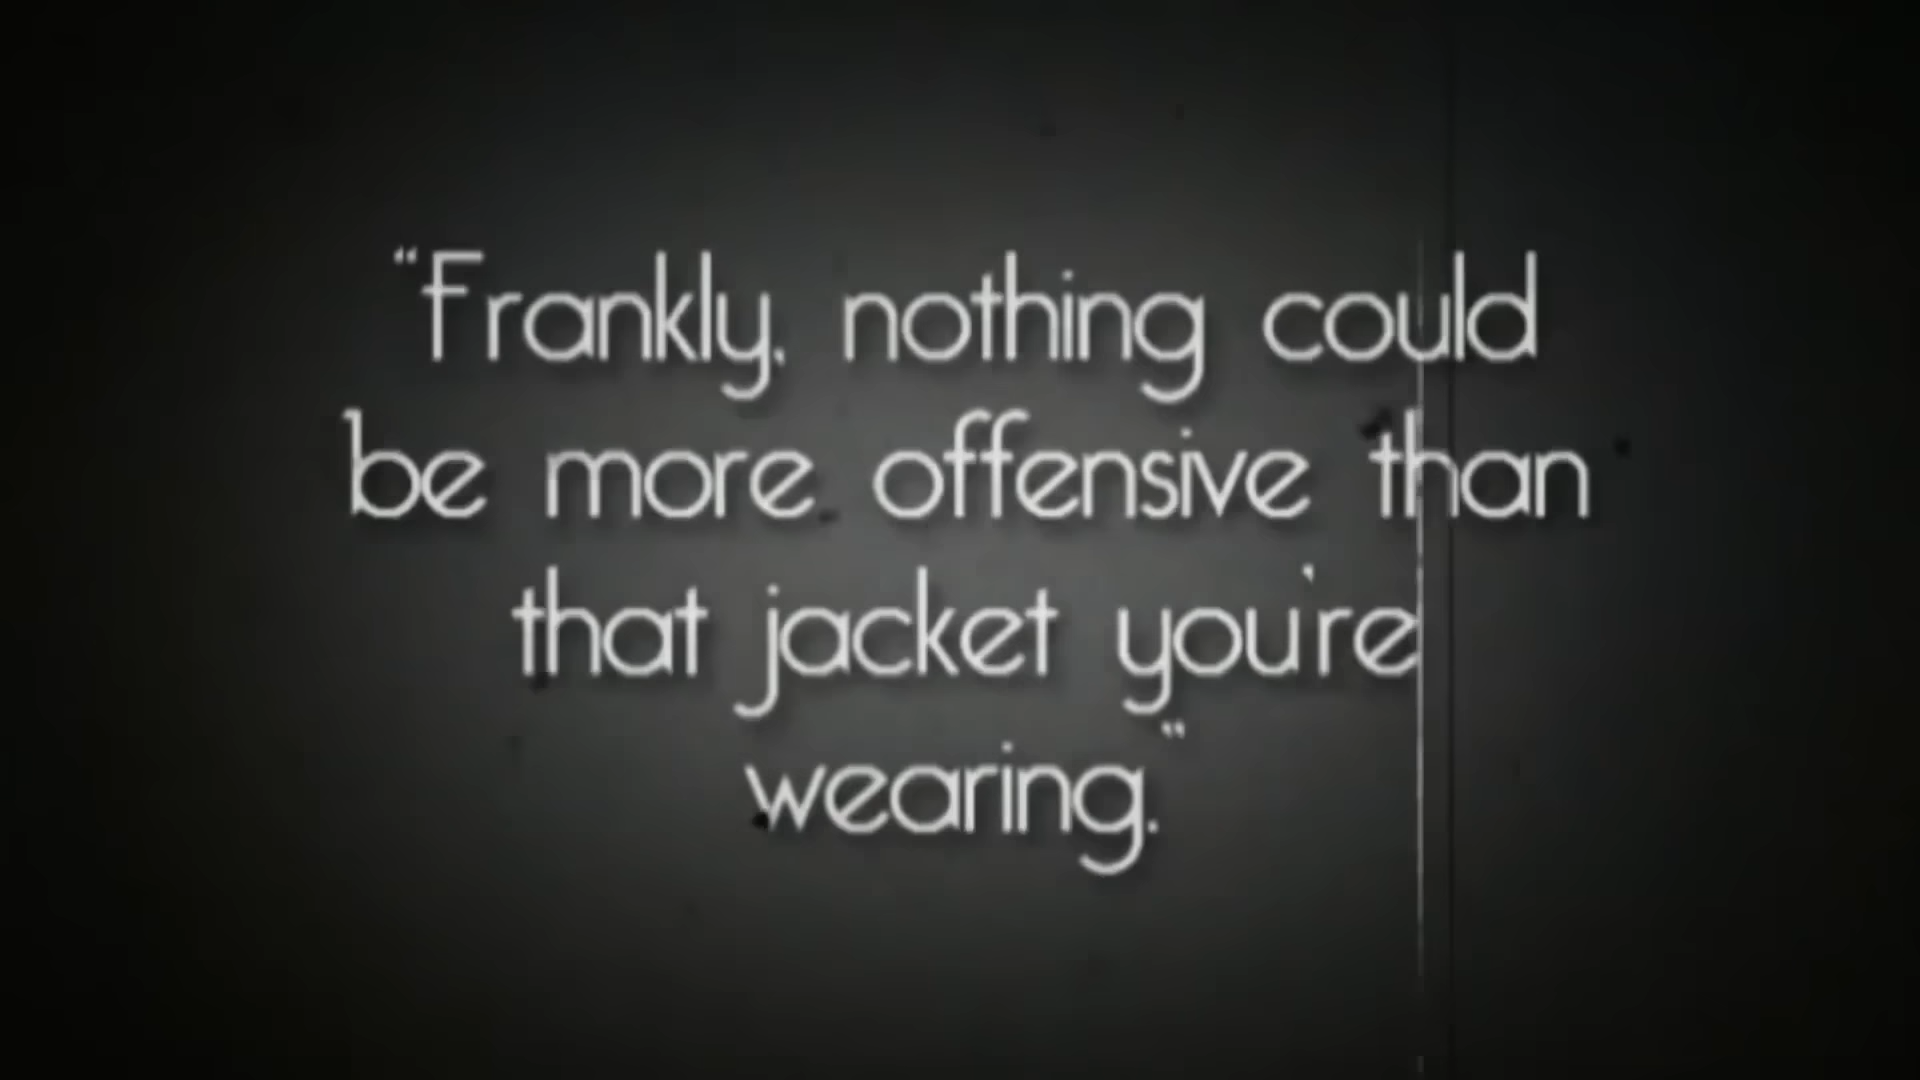 “Frankly, nothing could
be more offensive than
that jacket you're
wearing.”